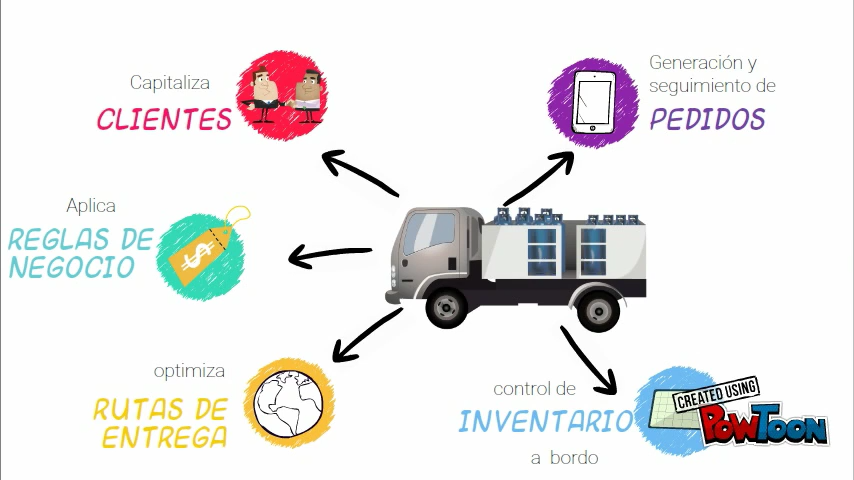 Capitaliza
CLIENTES
Generación y
seguimiento de
PEDIDOS
Aplica
REGLAS DE
NEGOCIO
$
optimiza
RUTAS DE
ENTREGA
control de
INVENTARIO
a bordo
CREATED USING
POWTOON